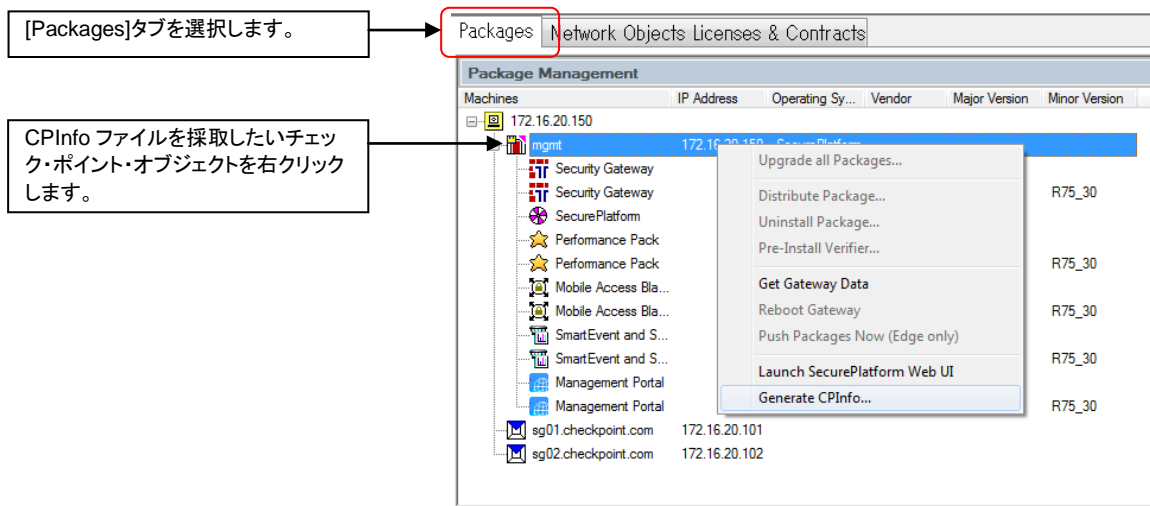 [Packages]タブを選択します。
Packages
Network Objects Licenses & Contracts
Package Management
Machines IP Address Operating Sy... Vendor Major Version Minor Version
172.16.20.150
CPInfo ファイルを採取したいチェッ
ク・ポイント・オブジェクトを右クリック
します。
mgmt 172.16.20.150 SecurePlatform
Security Gateway
Security Gateway R75_30
SecurePlatform
Performance Pack
Performance Pack R75_30
Mobile Access Bla...
Mobile Access Bla... R75_30
SmartEvent and S...
SmartEvent and S... R75_30
Management Portal
Management Portal R75_30
sg01.checkpoint.com 172.16.20.101
sg02.checkpoint.com 172.16.20.102
Upgrade all Packages...
Distribute Package...
Uninstall Package...
Pre-Install Verifier...
Get Gateway Data
Reboot Gateway
Push Packages Now (Edge only)
Launch SecurePlatform Web UI
Generate CPInfo...